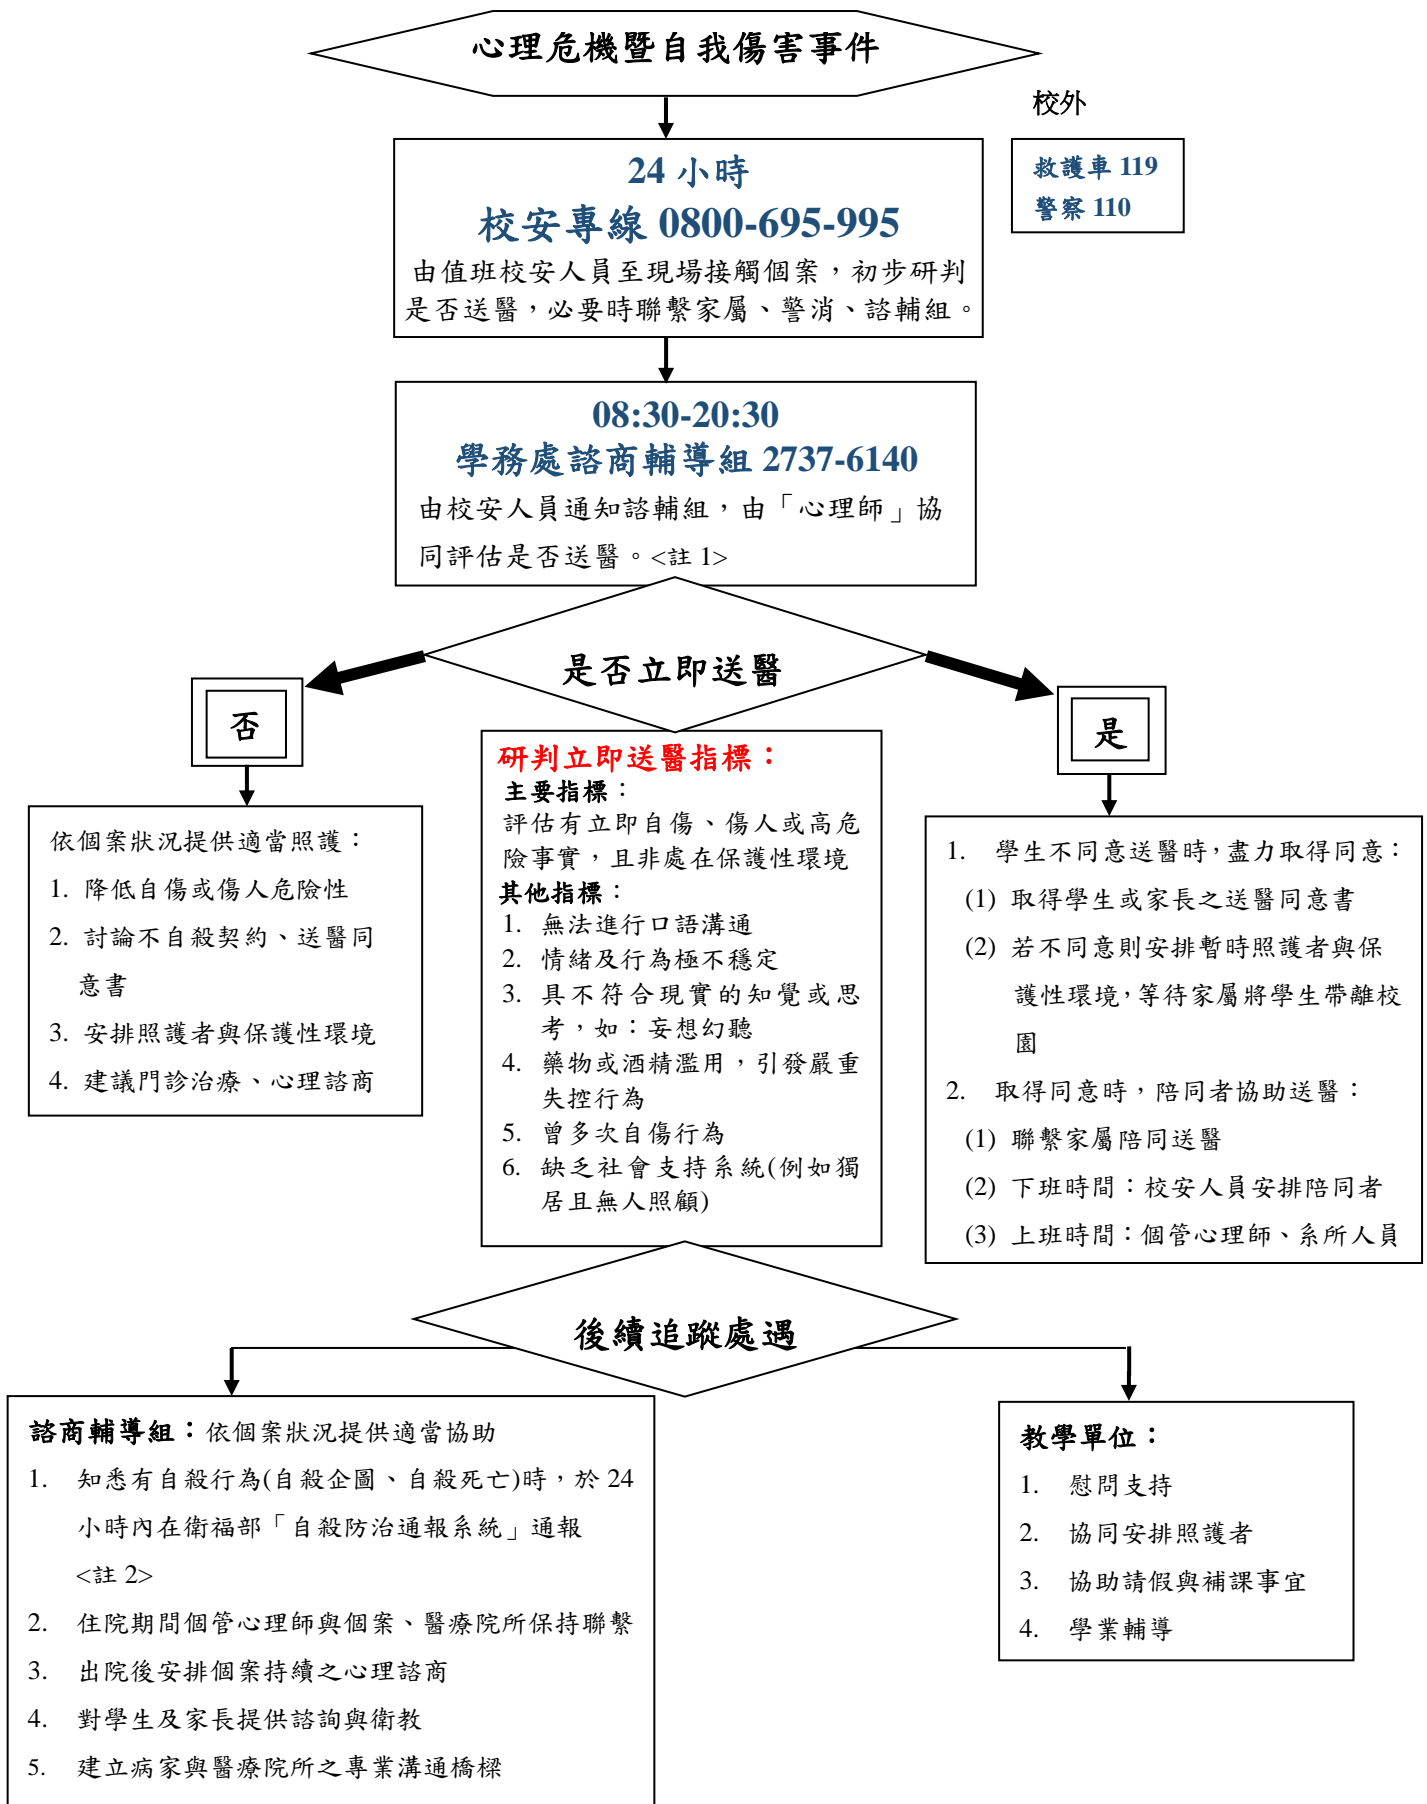 心理危機暨自我傷害事件
校外
救護車 119
警察 110
24 小時
校安專線 0800-695-995
由值班校安人員至現場接觸個案，初步研判
是否送醫，必要時聯繫家屬、警消、諮輔組。
08:30-20:30
學務處諮商輔導組 2737-6140
由校安人員通知諮輔組，由「心理師」協
同評估是否送醫。<註 1>
是否立即送醫
否
是
依個案狀況提供適當照護：
1. 降低自傷或傷人危險性
2. 討論不自殺契約、送醫同
意書
3. 安排照護者與保護性環境
4. 建議門診治療、心理諮商
研判立即送醫指標：
主要指標：
評估有立即自傷、傷人或高危
險事實，且非處在保護性環境
其他指標：
1. 無法進行口語溝通
2. 情緒及行為極不穩定
3. 具不符合現實的知覺或思
考，如：妄想幻聽
4. 藥物或酒精濫用，引發嚴重
失控行為
5. 曾多次自傷行為
6. 缺乏社會支持系統(例如獨
居且無人照顧)
1. 學生不同意送醫時，盡力取得同意：
(1) 取得學生或家長之送醫同意書
(2) 若不同意則安排暫時照護者與保
護性環境，等待家屬將學生帶離校
園
2. 取得同意時，陪同者協助送醫：
(1) 聯繫家屬陪同送醫
(2) 下班時間：校安人員安排陪同者
(3) 上班時間：個管心理師、系所人員
後續追蹤處遇
諮商輔導組：依個案狀況提供適當協助
1. 知悉有自殺行為(自殺企圖、自殺死亡)時，於 24
小時內在衛福部「自殺防治通報系統」通報
<註 2>
2. 住院期間個管心理師與個案、醫療院所保持聯繫
3. 出院後安排個案持續之心理諮商
4. 對學生及家長提供諮詢與衛教
5. 建立病家與醫療院所之專業溝通橋樑
教學單位：
1. 慰問支持
2. 協同安排照護者
3. 協助請假與補課事宜
4. 學業輔導